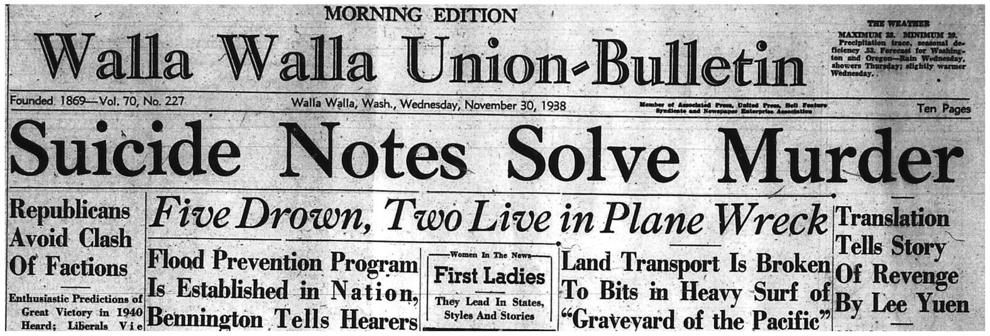 MORNING EDITION
Walla Walla Union-Bulletin
THE WEATHER
MAXIMUM 38. MINIMUM 29.
Precipitation trace, seasonal de-
ficiency .53. Forecast for Washing-
ton and Oregon—Rain Wednesday,
showers Thursday; slightly warmer
Wednesday.
Founded 1869—Vol. 70, No. 227
Walla Walla, Wash., Wednesday, November 30, 1938
Member of Associated Press, United Press, Bell Feature
Syndicate and Newspaper Enterprise Association
Ten Pages
Suicide Notes Solve Murder
Republicans
Avoid Clash
Of Factions
Enthusiastic Predictions of
Great Victory in 1940
Heard; Liberals Vie
Five Drown, Two Live in Plane Wreck
Flood Prevention Program
Is Established in Nation,
Bennington Tells Hearers
Women In The News
First Ladies
They Lead In States,
Styles And Stories
Land Transport Is Broken
To Bits in Heavy Surf of
“Graveyard of the Pacific”
Translation
Tells Story
Of Revenge
By Lee Yuen